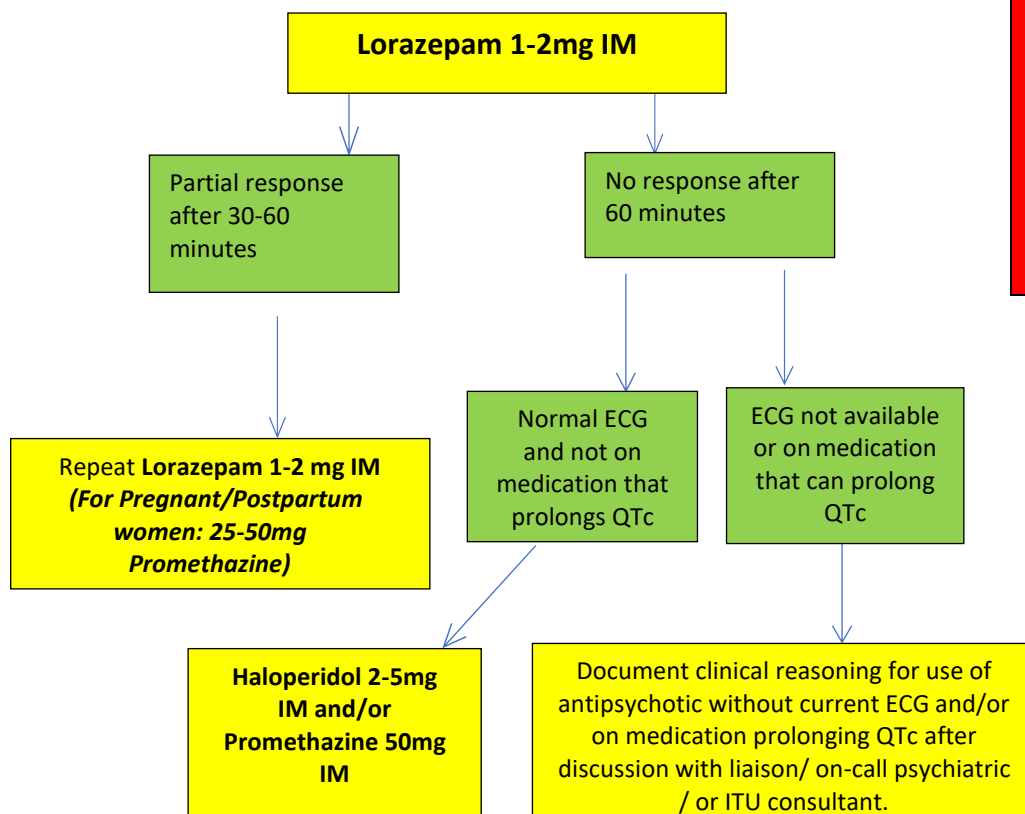 Lorazepam 1-2mg IM
Partial response
after 30-60
minutes
No response after
60 minutes
Repeat Lorazepam 1-2 mg IM
(For Pregnant/Postpartum
women: 25-50mg
Promethazine)
Normal ECG
and not on
medication that
prolongs QTc
ECG not available
or on medication
that can prolong
QTc
Haloperidol 2-5mg
IM and/or
Promethazine 50mg
IM
Document clinical reasoning for use of
antipsychotic without current ECG and/or
on medication prolonging QTc after
discussion with liaison/ on-call psychiatric
/ or ITU consultant.